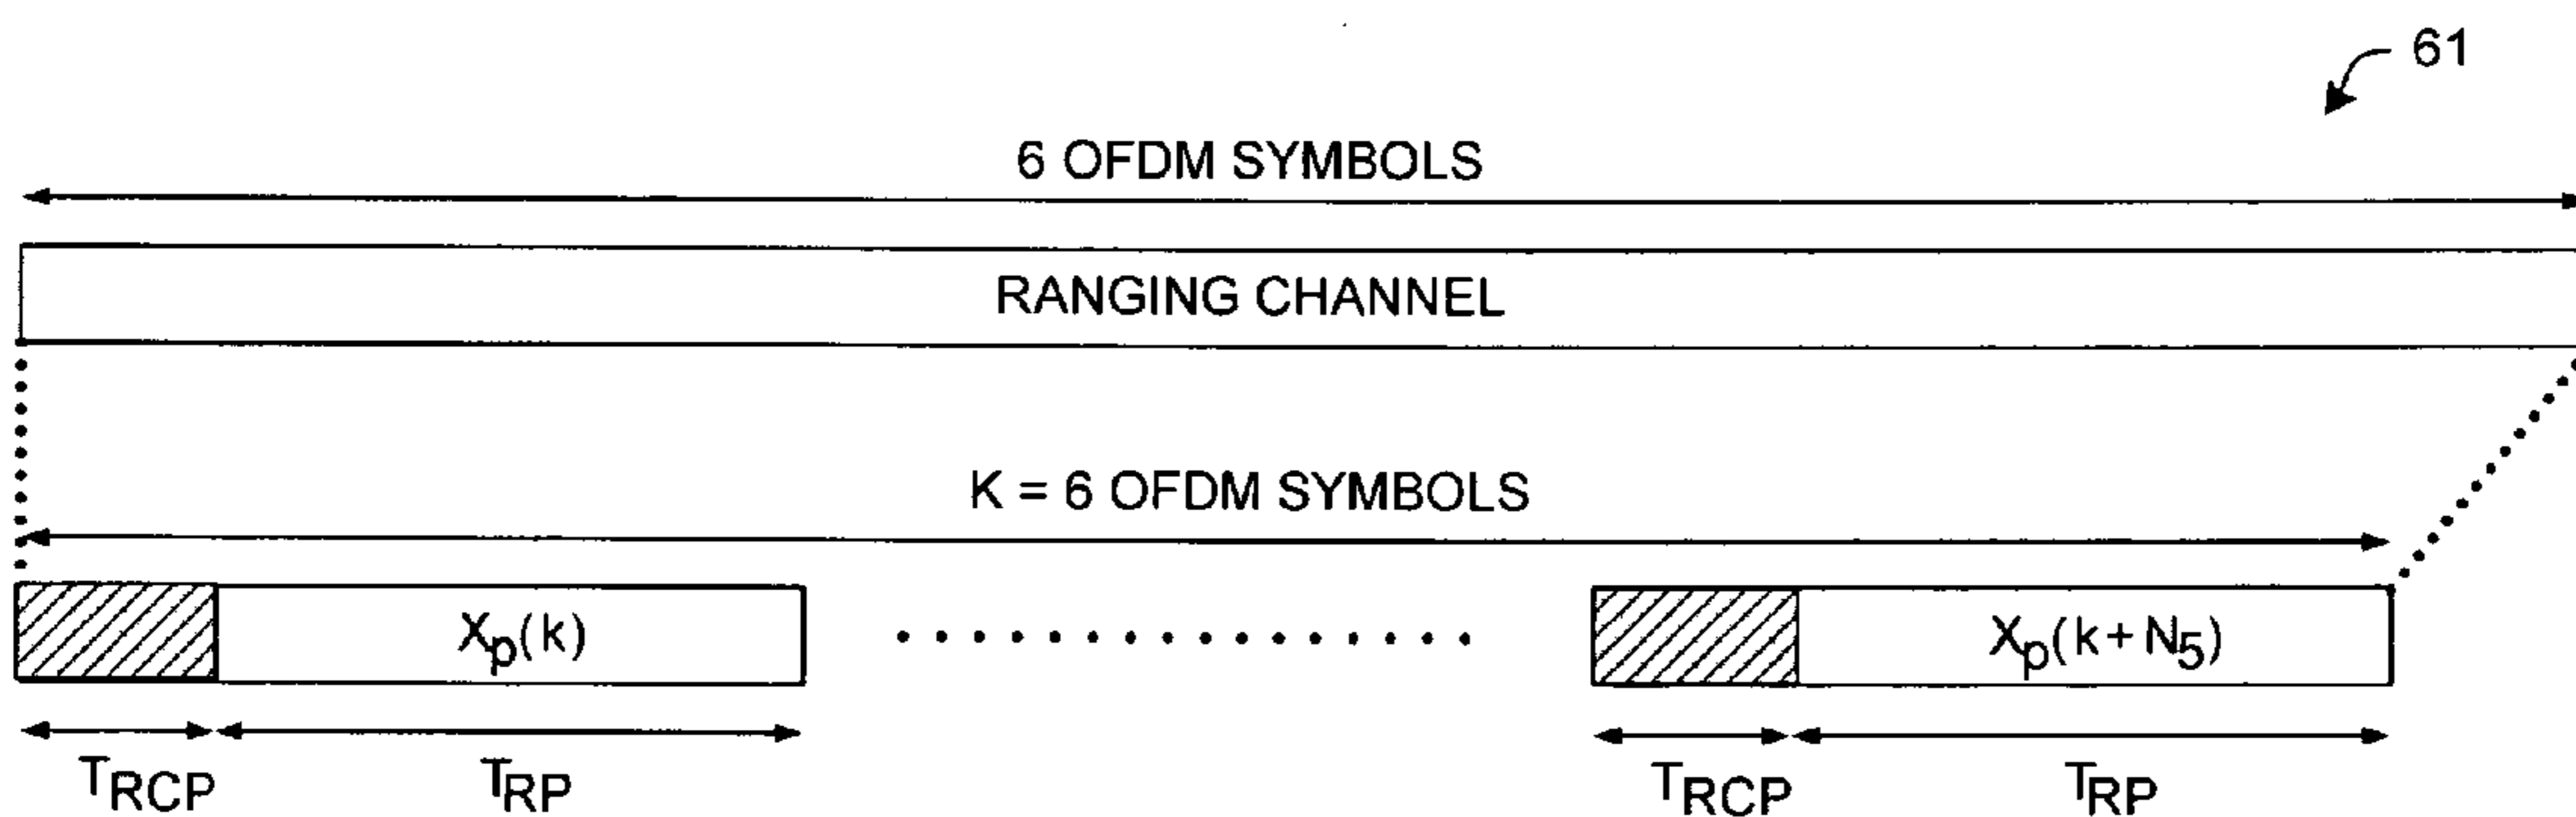 61
6 OFDM SYMBOLS
RANGING CHANNEL
K = 6 OFDM SYMBOLS
Xp(k)
Xp(k+N5)
TRCP
TRP
TRCP
TRP